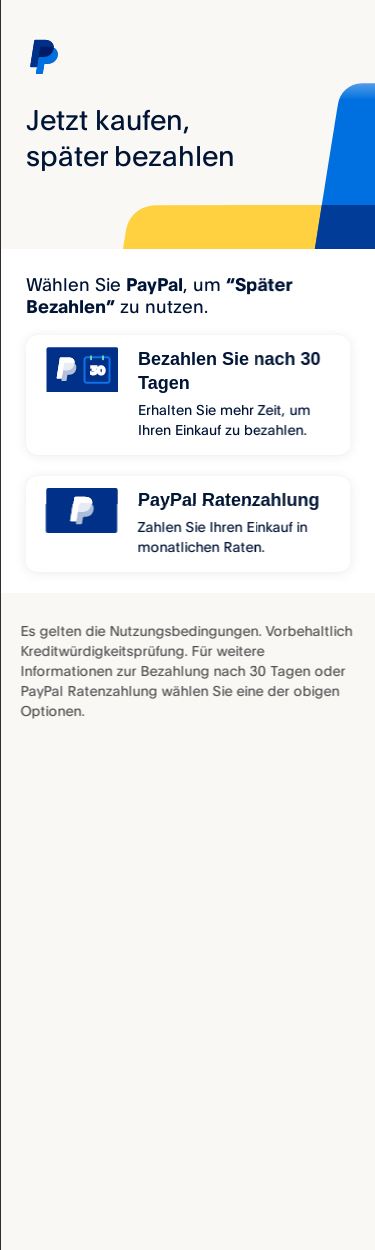 Jetzt kaufen,
später bezahlen
Wählen Sie PayPal, um “Später
Bezahlen” zu nutzen.
30
Bezahlen Sie nach 30
Tagen
Erhalten Sie mehr Zeit, um
Ihren Einkauf zu bezahlen.
PayPal Ratenzahlung
Zahlen Sie Ihren Einkauf in
monatlichen Raten.
Es gelten die Nutzungsbedingungen. Vorbehaltlich
Kreditwürdigkeitsprüfung. Für weitere
Informationen zur Bezahlung nach 30 Tagen oder
PayPal Ratenzahlung wählen Sie eine der obigen
Optionen.